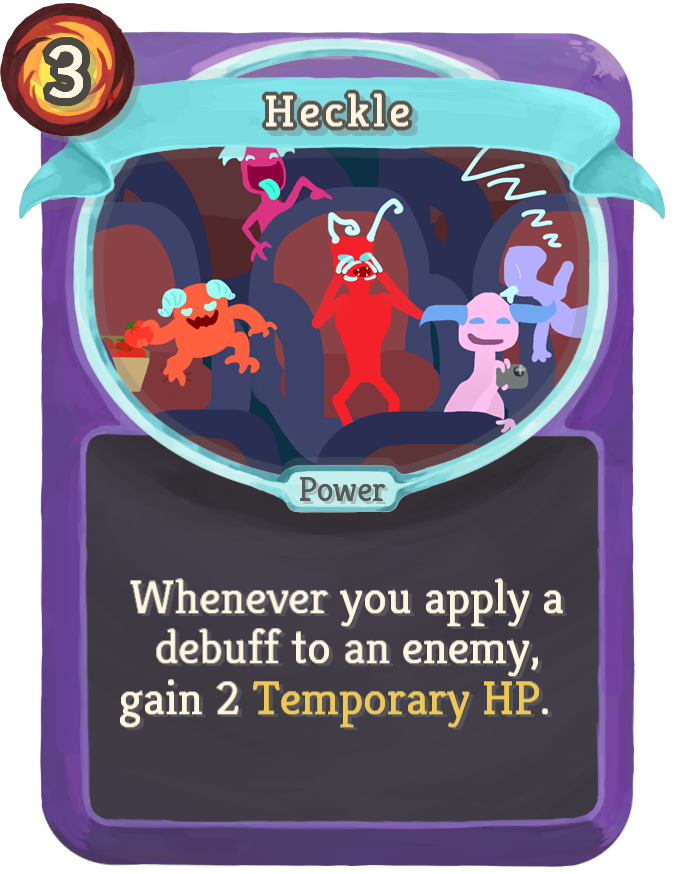 3
Heckle
Power
Whenever you apply a
debuff to an enemy,
gain 2 Temporary HP.